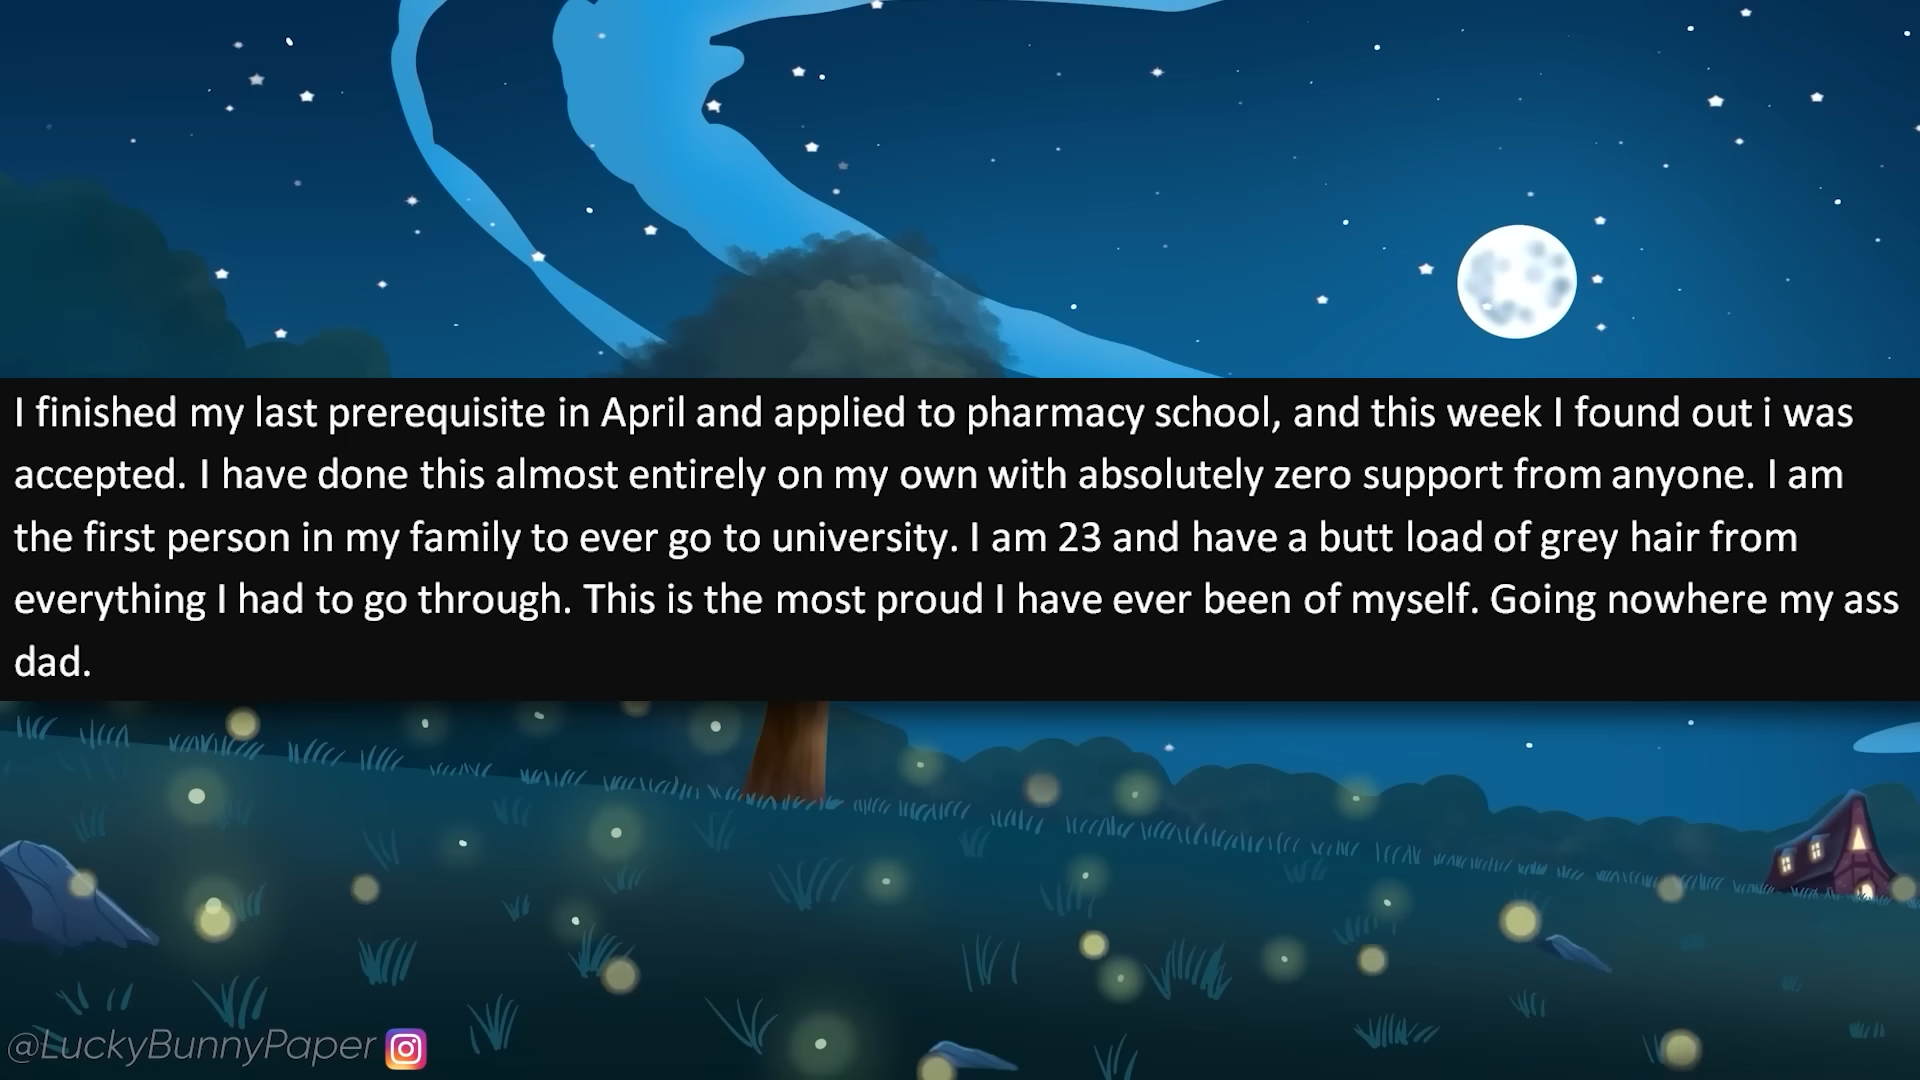 I finished my last prerequisite in April and applied to pharmacy school, and this week I found out i was
accepted. I have done this almost entirely on my own with absolutely zero support from anyone. I am
the first person in my family to ever go to university. I am 23 and have a butt load of grey hair from
everything I had to go through. This is the most proud I have ever been of myself. Going nowhere my ass
dad.
@LuckyBunnyPaper